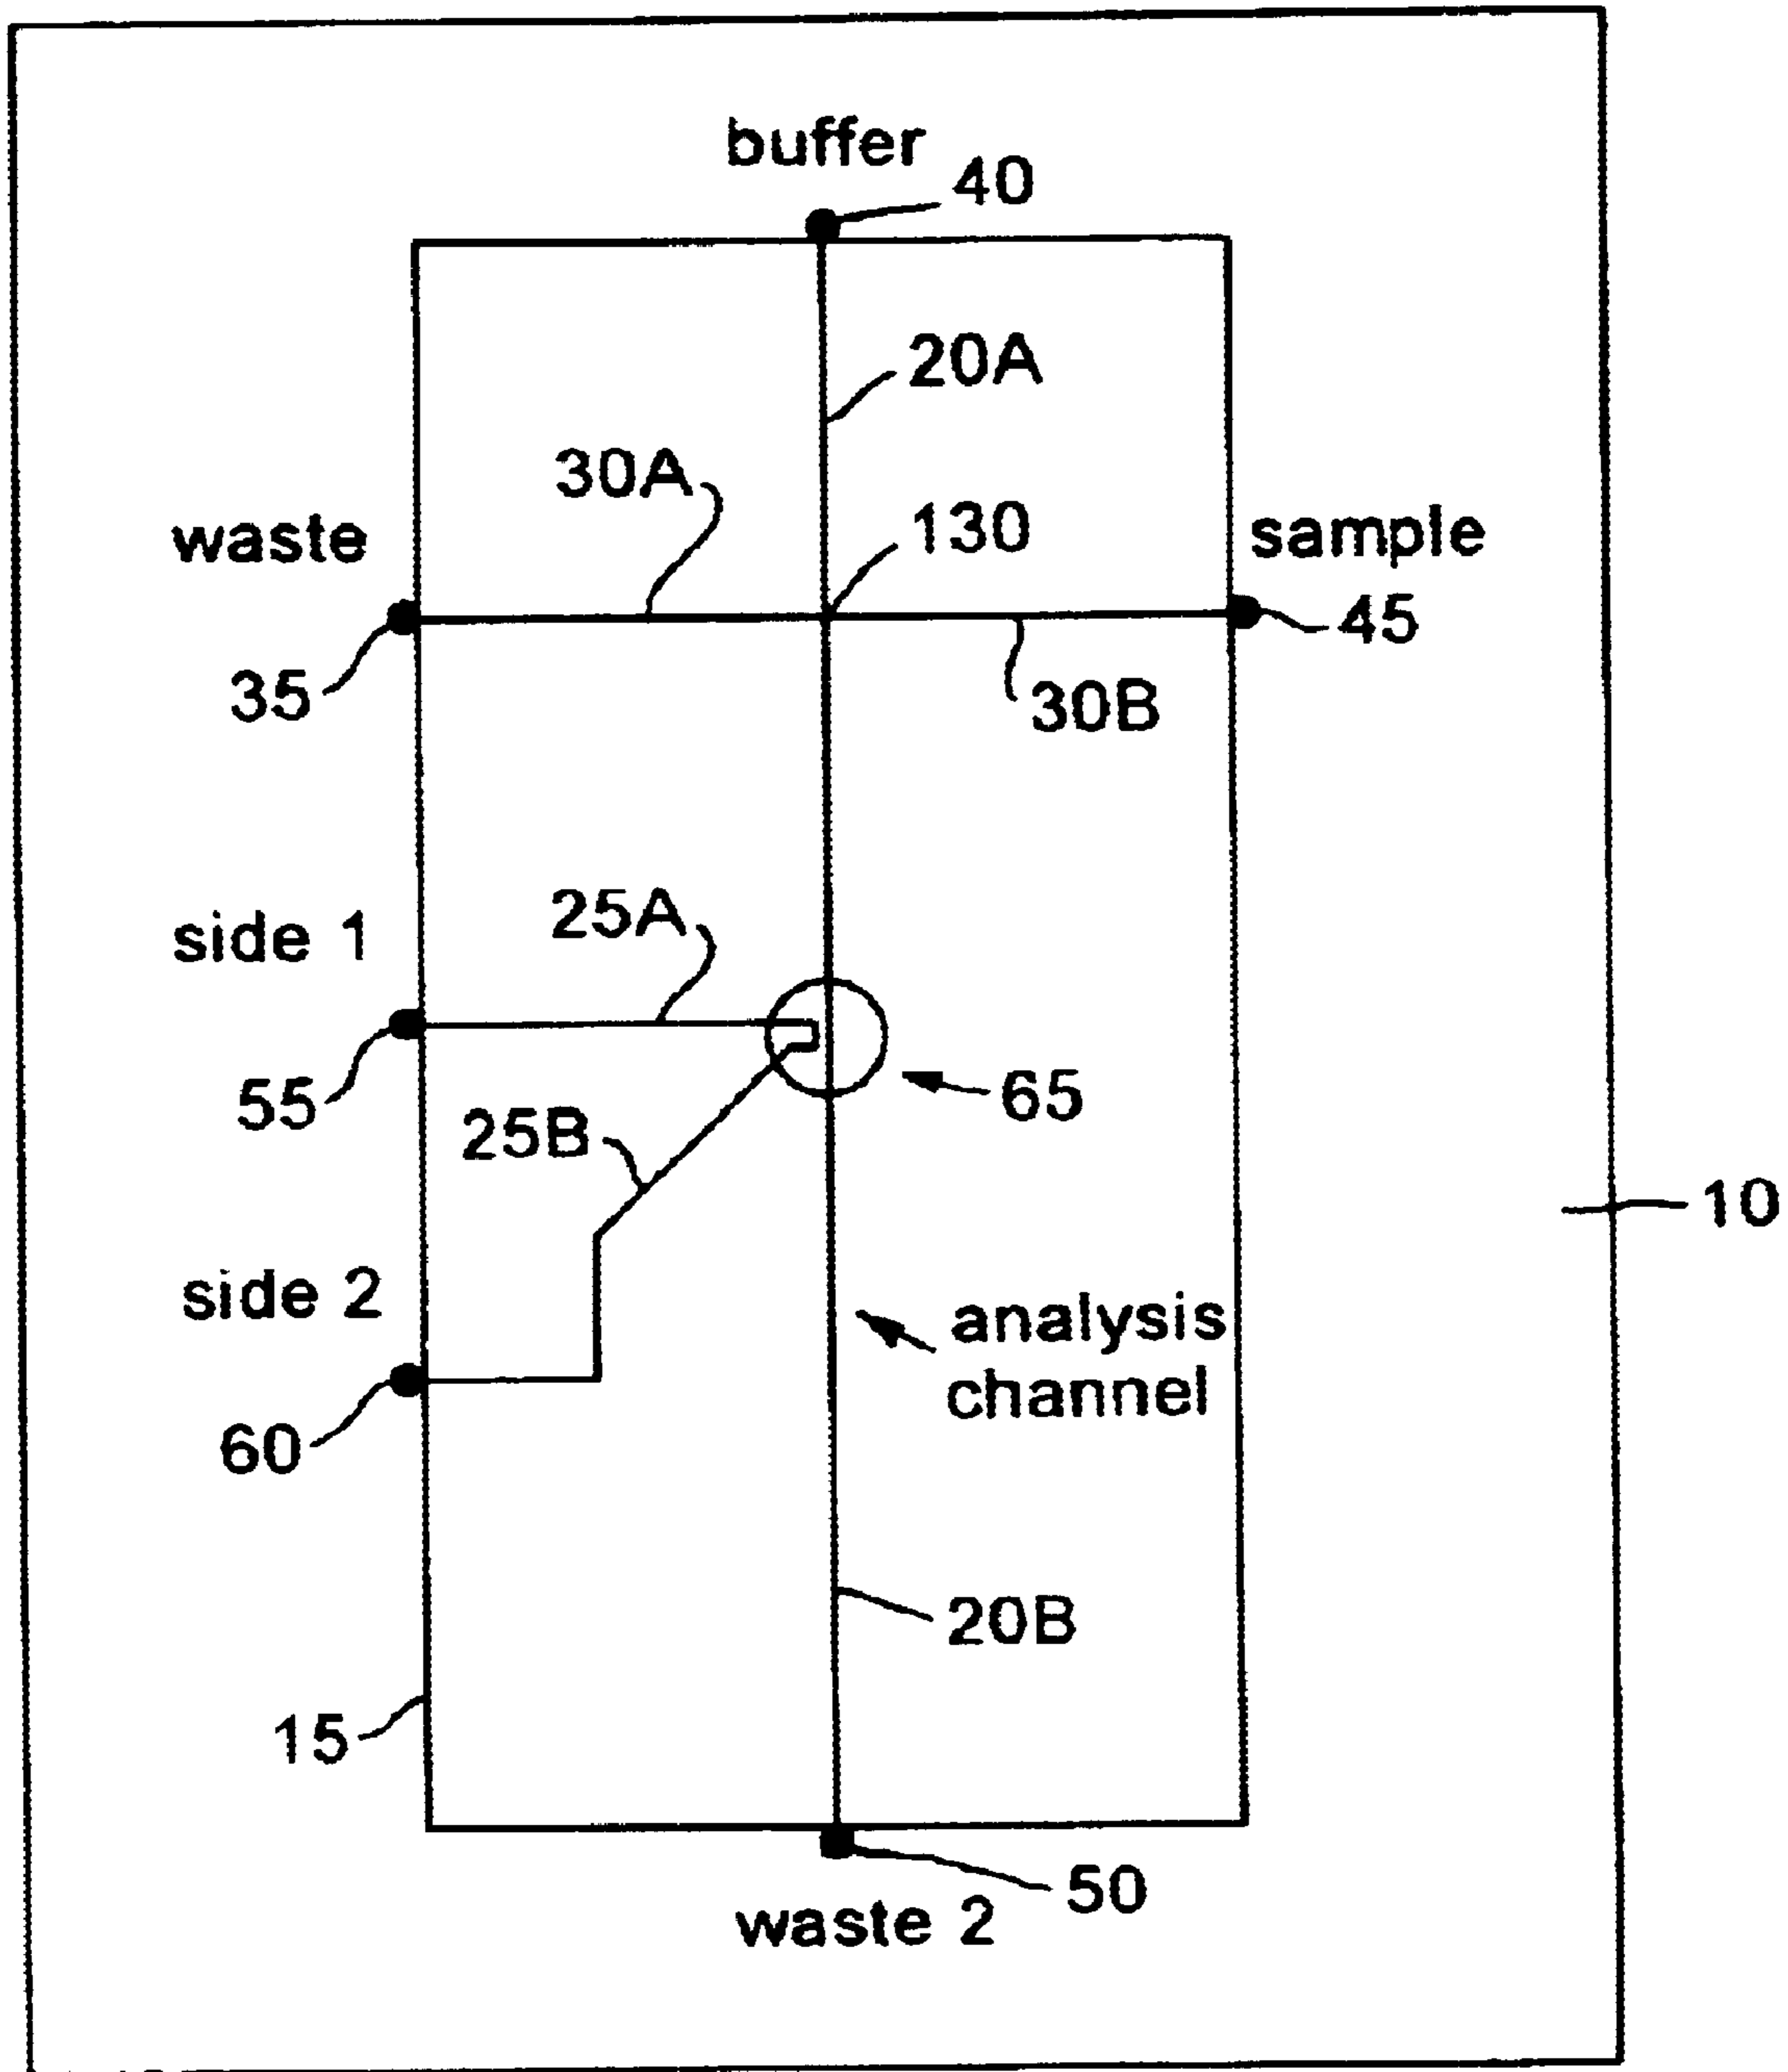 buffer
40
20A
30A
130
waste
sample
45
35
30B
25A
side 1
55
65
25B
10
side 2
analysis
channel
60
20B
15
50
waste 2